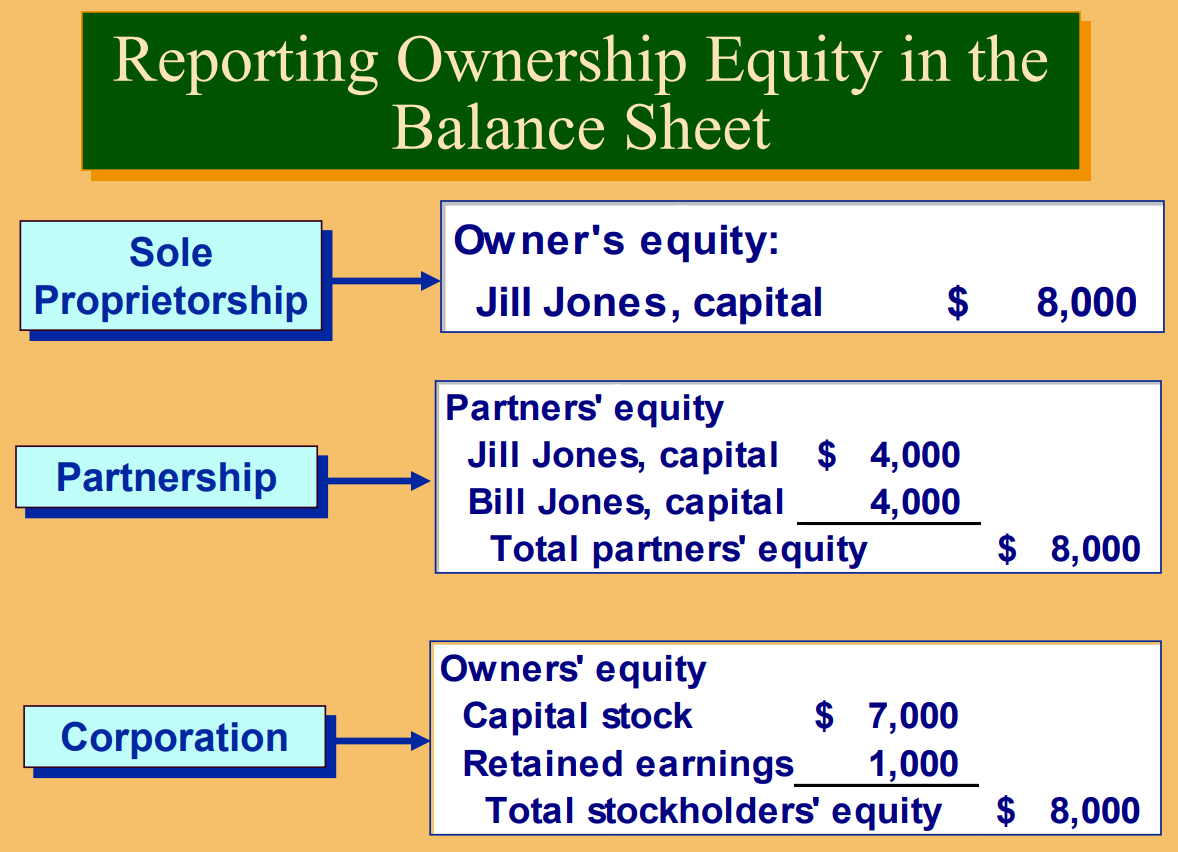 Reporting Ownership Equity in the
Balance Sheet
Sole
Proprietorship
Owner's equity:
Jill Jones, capital $ 8,000
Partnership
Partners' equity
Jill Jones, capital $ 4,000
Bill Jones, capital 4,000
Total partners' equity $ 8,000
Corporation
Owners' equity
Capital stock $ 7,000
Retained earnings 1,000
Total stockholders' equity $ 8,000